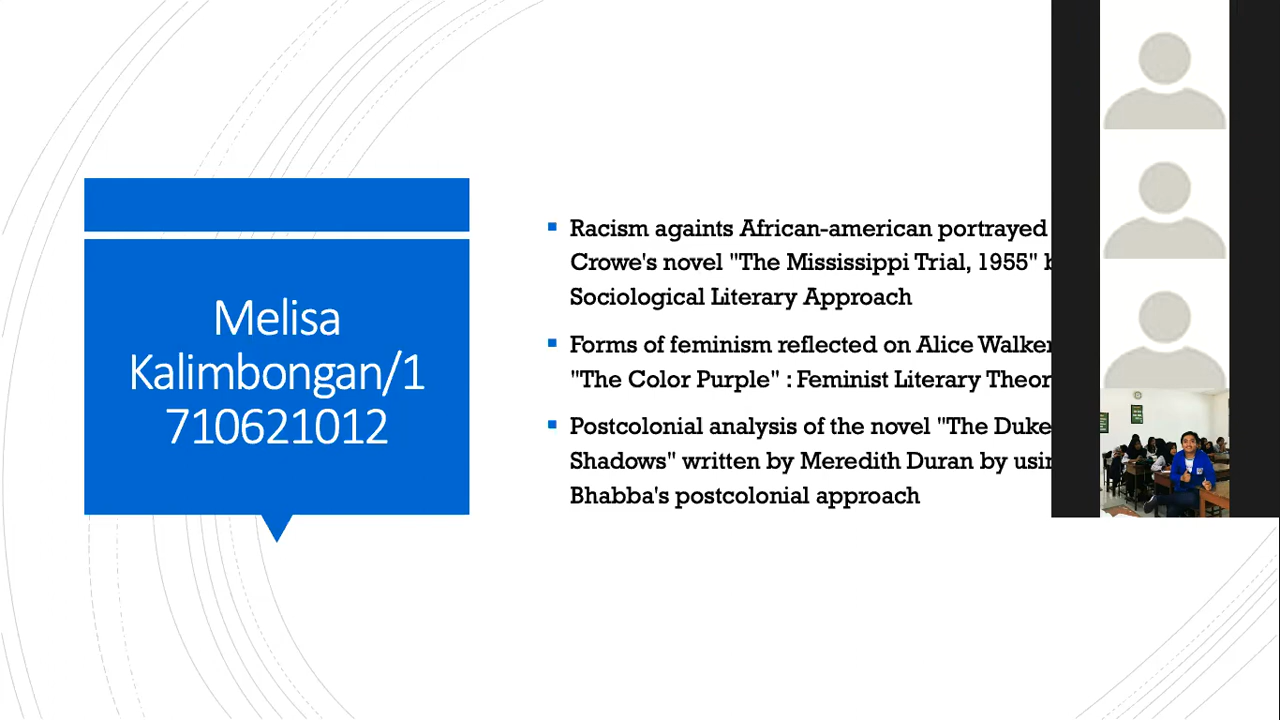 Melisa
Kalimbongan/1
710621012
Racism againts African-american portrayed
Crowe's novel "The Mississippi Trial, 1955"
Sociological Literary Approach
Forms of feminism reflected on Alice Walker
"The Color Purple" : Feminist Literary Theor
Postcolonial analysis of the novel "The Duke
Shadows" written by Meredith Duran by usin
Bhabba's postcolonial approach